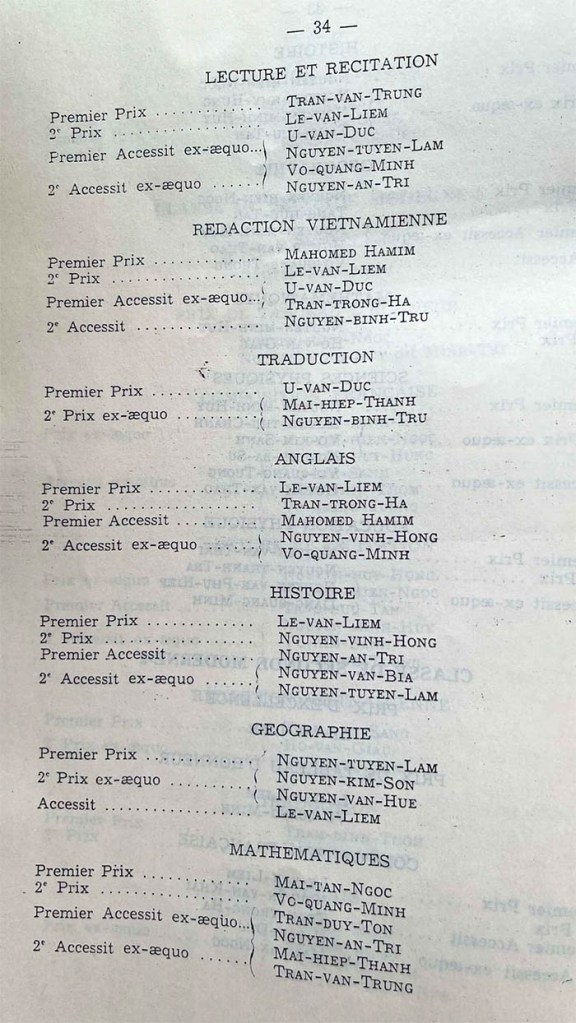 — 34 —
LECTURE ET RECITATION
Premier Prix .......... TRAN-VAN-TRUNG
2e Prix .......... LE-VAN-LIEM
Premier Accessit ex-æquo... U-VAN-DUC
NGUYEN-TUYEN-LAM
2e Accessit ex-æquo ...... VO-QUANG-MINH
NGUYEN-AN-TRI
REDACTION VIETNAMIENNE
Premier Prix .......... MAHOMED HAMIM
2e Prix .......... LE-VAN-LIEM
Premier Accessit ex-æquo... U-VAN-DUC
TRAN-TRONG-HA
2e Accessit .......... NGUYEN-BINH-TRU
TRADUCTION
Premier Prix .......... U-VAN-DUC
2e Prix ex-æquo .......... MAI-HIEP-THANH
NGUYEN-BINH-TRU
ANGLAIS
Premier Prix .......... LE-VAN-LIEM
2e Prix .......... TRAN-TRONG-HA
Premier Accessit .......... MAHOMED HAMIM
2e Accessit ex-æquo ...... NGUYEN-VINH-HONG
VO-QUANG-MINH
HISTOIRE
Premier Prix .......... LE-VAN-LIEM
2e Prix .......... NGUYEN-VINH-HONG
Premier Accessit .......... NGUYEN-AN-TRI
2e Accessit ex-æquo ...... NGUYEN-VAN-BIA
NGUYEN-TUYEN-LAM
GEOGRAPHIE
Premier Prix .......... NGUYEN-TUYEN-LAM
2e Prix ex-æquo .......... NGUYEN-KIM-SON
NGUYEN-VAN-HUE
Accessit .......... LE-VAN-LIEM
MATHEMATIQUES
Premier Prix .......... MAI-TAN-NGOC
2e Prix .......... VO-QUANG-MINH
Premier Accessit ex-æquo... TRAN-DUY-TON
NGUYEN-AN-TRI
2e Accessit ex-æquo ...... MAI-HIEP-THANH
TRAN-VAN-TRUNG